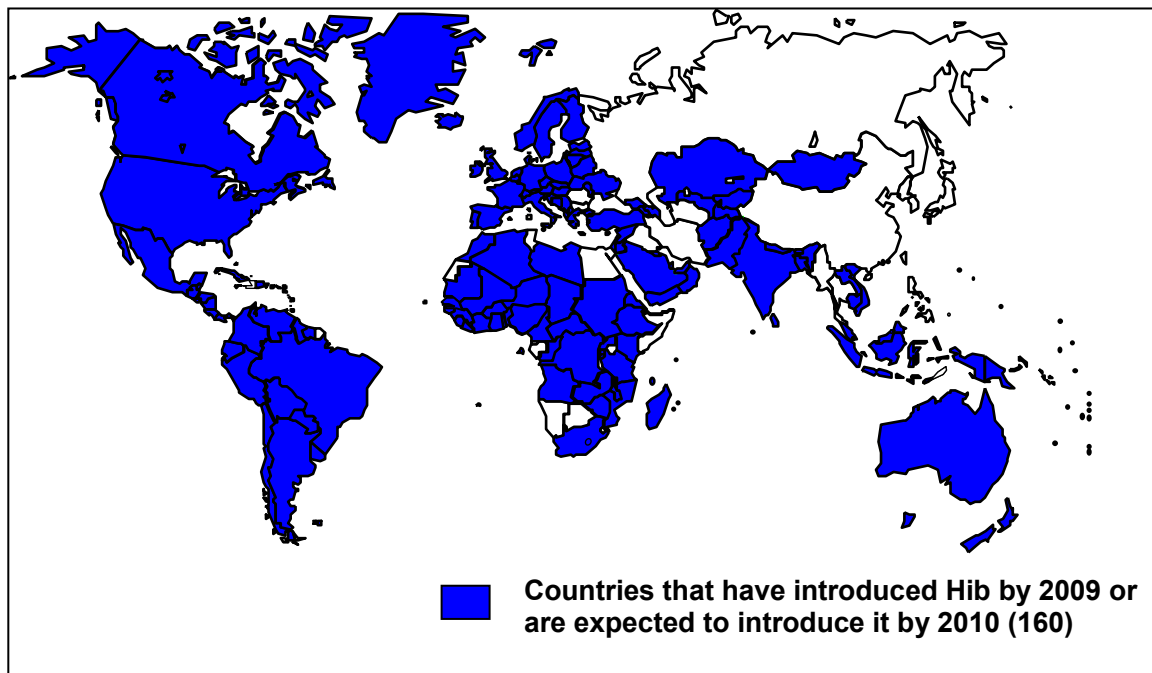 Countries that have introduced Hib by 2009 or
are expected to introduce it by 2010 (160)